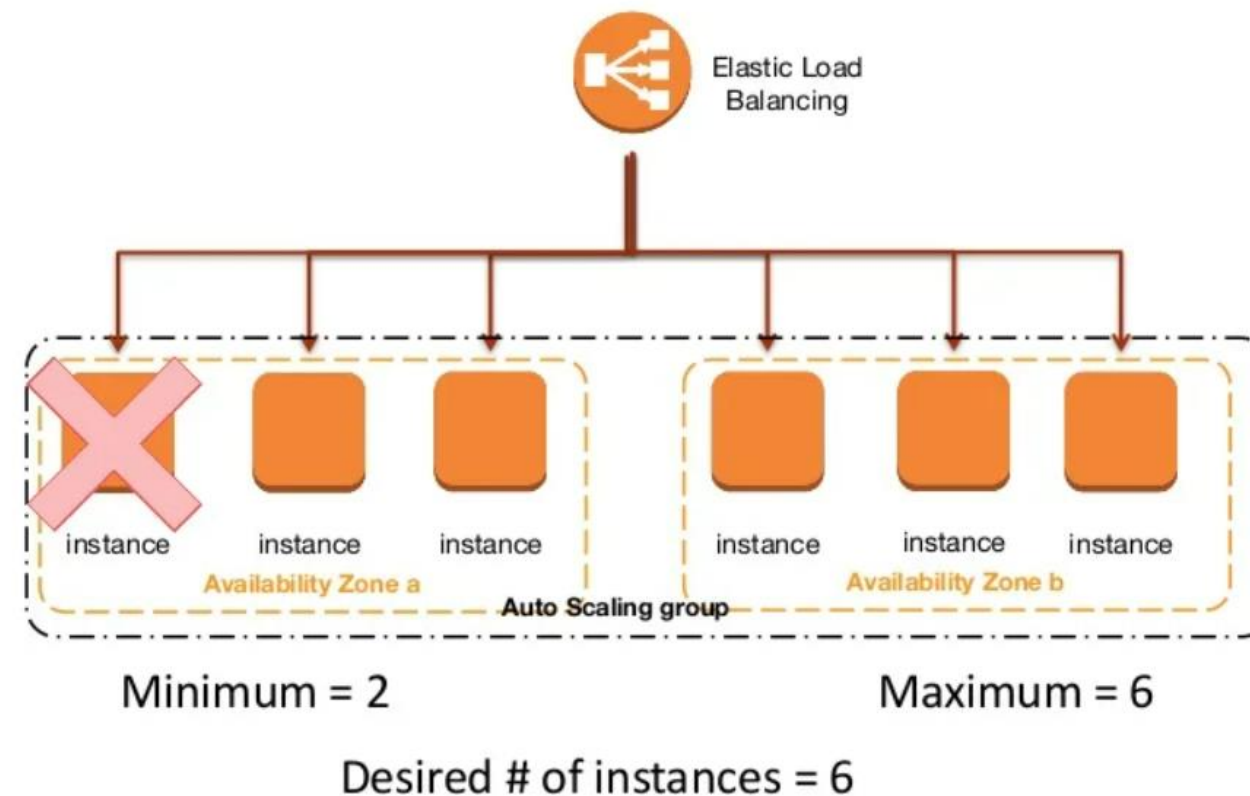 Elastic Load
Balancing
instance
instance
instance
instance
instance
instance
Availability Zone a
Availability Zone b
Auto Scaling group
Minimum = 2
Maximum = 6
Desired # of instances = 6